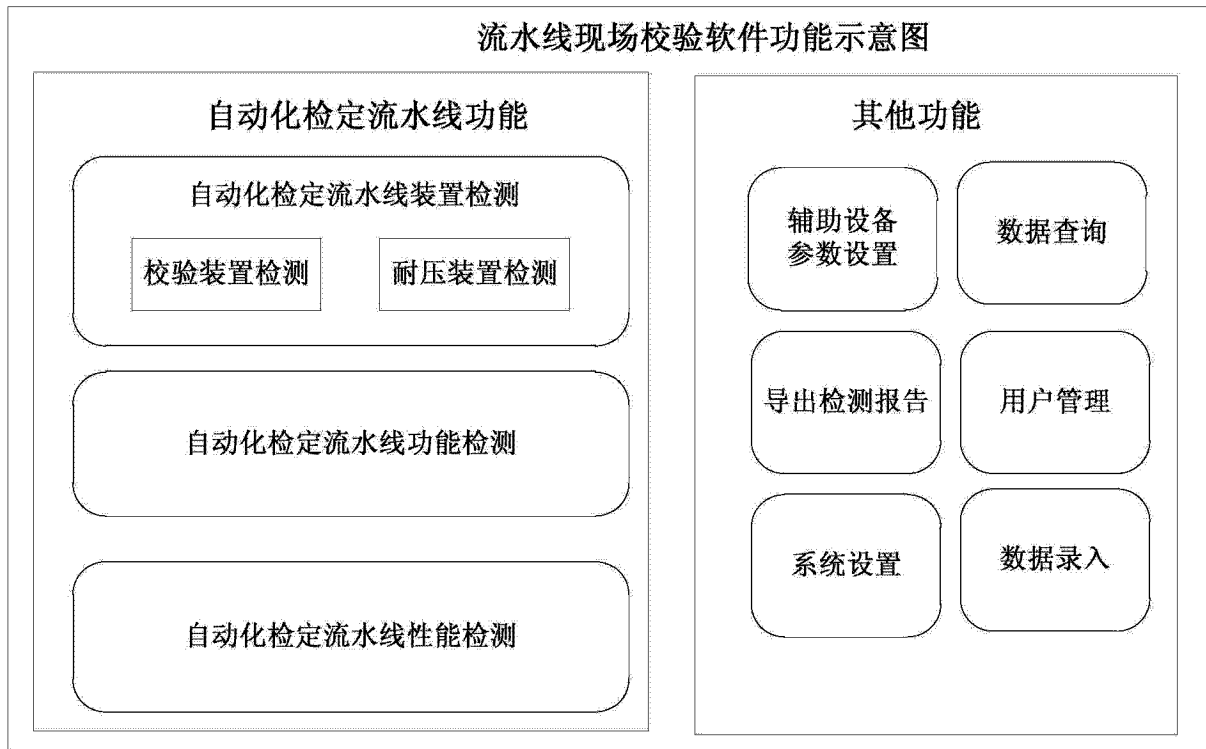 流水线现场校验软件功能示意图
自动化检定流水线功能
自动化检定流水线装置检测
校验装置检测
耐压装置检测
自动化检定流水线功能检测
自动化检定流水线性能检测
其他功能
辅助设备
参数设置
数据查询
导出检测报告
用户管理
系统设置
数据录入